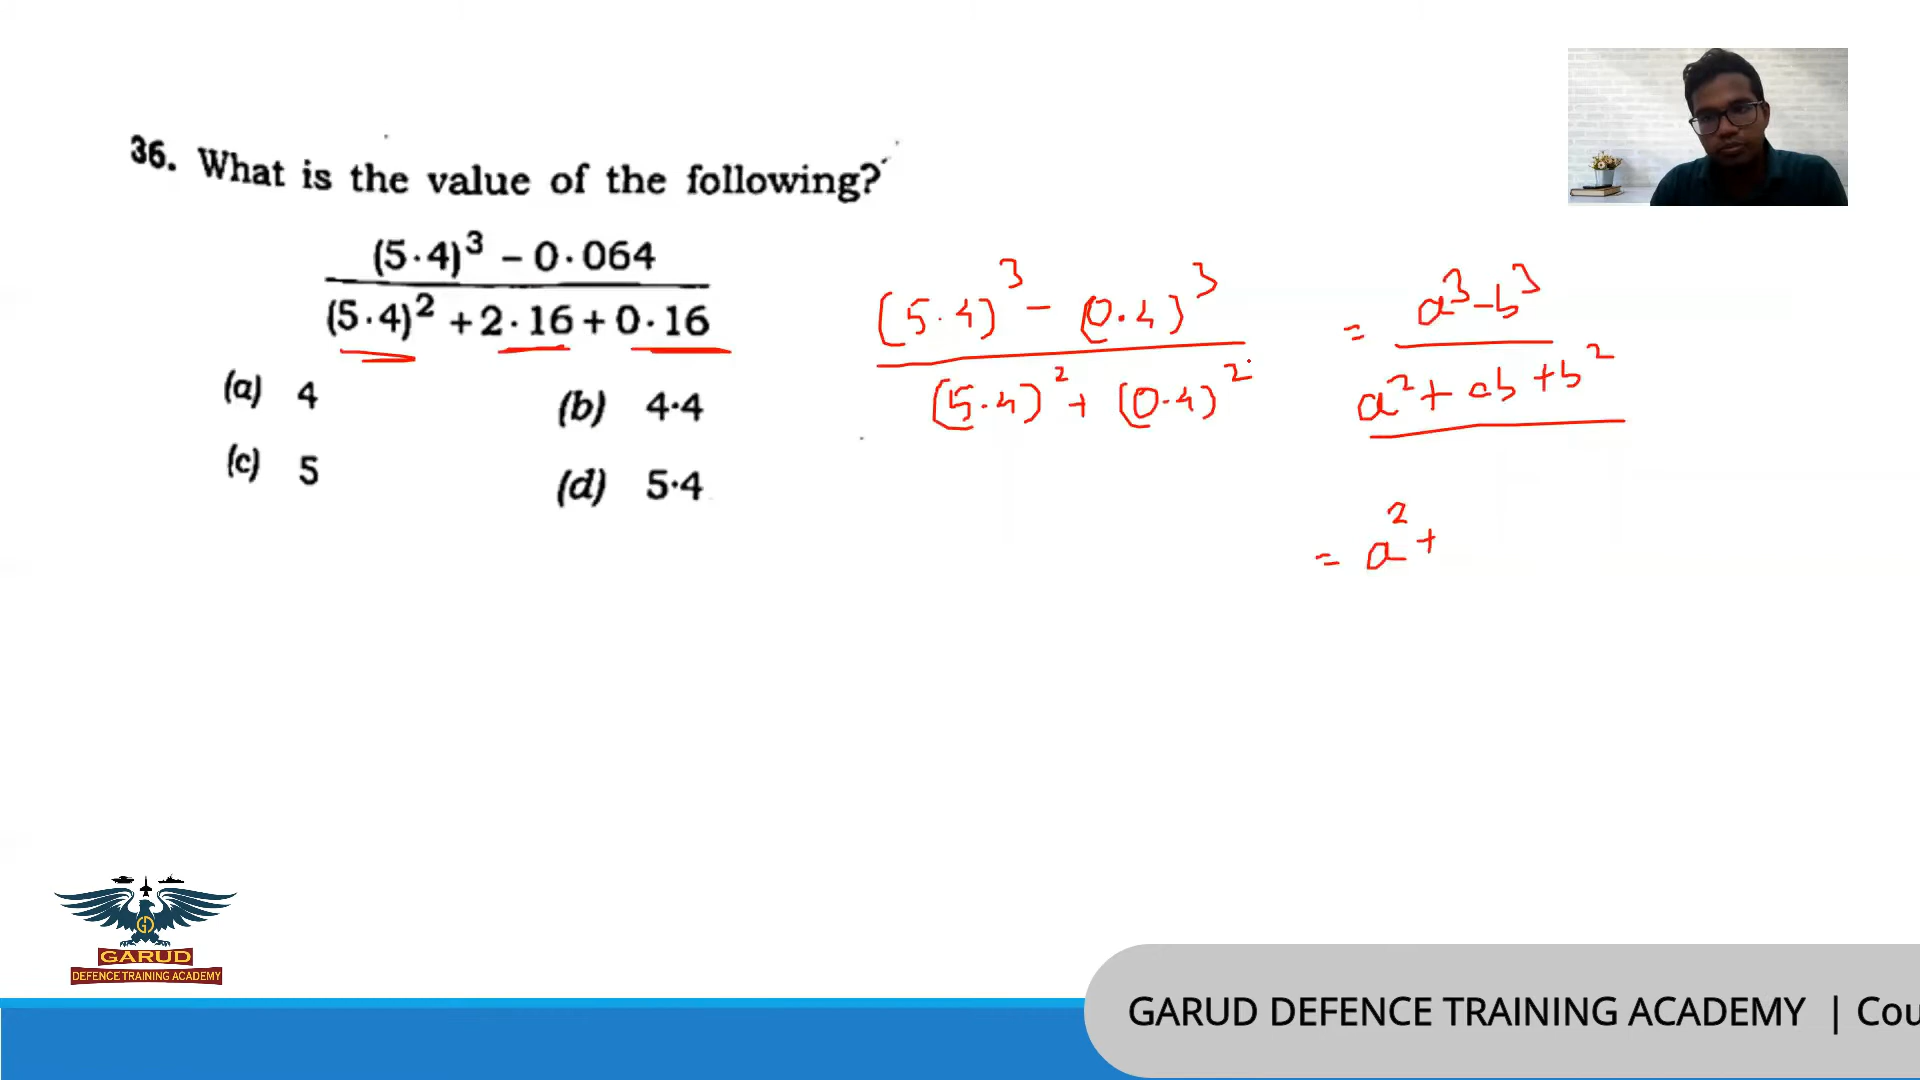 36. What is the value of the following?
(5·4)³ – 0·064
(5·4)² + 2·16 + 0·16
(a) 4 (b) 4·4
(c) 5 (d) 5·4
(5.4)³ - (0.4)³
(5.4)² + (0.4)²
= a³-b³
a²+ ab +b²
= a²+
GD
GARUD
DEFENCE TRAINING ACADEMY
GARUD DEFENCE TRAINING ACADEMY | Cou